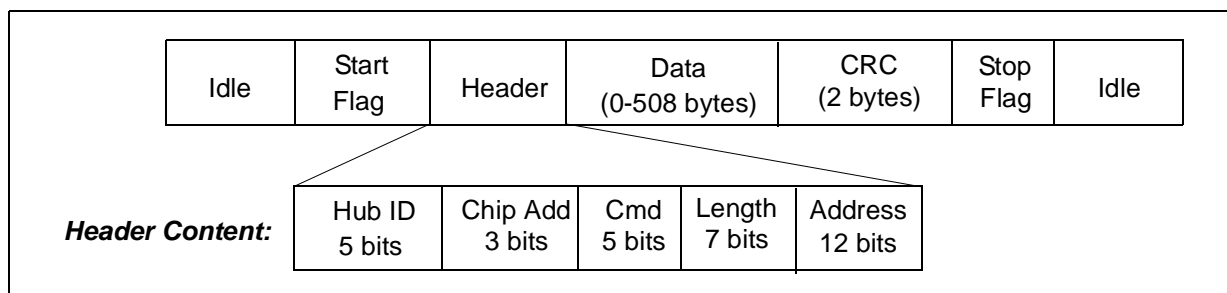 Idle
Start
Flag
Header
Data
(0-508 bytes)
CRC
(2 bytes)
Stop
Flag
Idle
Header Content:
Hub ID
5 bits
Chip Add
3 bits
Cmd
5 bits
Length
7 bits
Address
12 bits